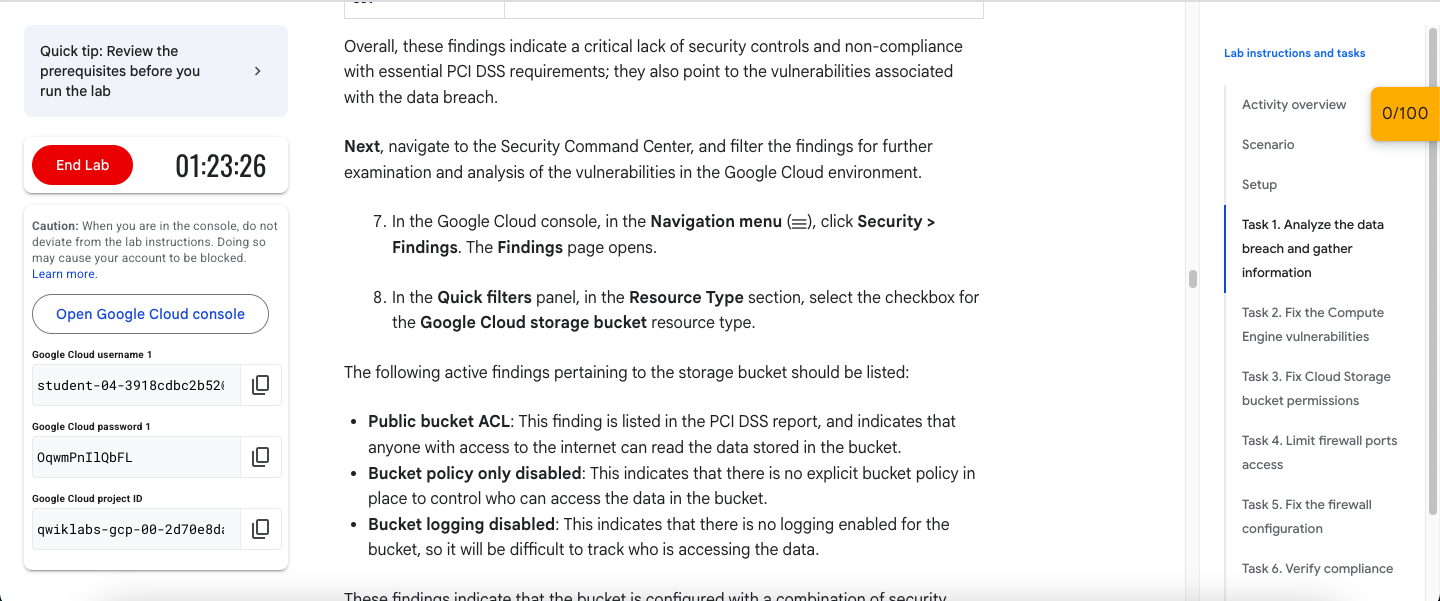 Quick tip: Review the
prerequisites before you
run the lab
End Lab
01:23:26
Caution: When you are in the console, do not
deviate from the lab instructions. Doing so
may cause your account to be blocked.
Learn more.
Open Google Cloud console
Google Cloud username 1
student-04-3918cdbc2b52
Google Cloud password 1
OqwmPnIlQbFL
Google Cloud project ID
qwiklabs-gcp-00-2d70e8d
Overall, these findings indicate a critical lack of security controls and non-compliance
with essential PCI DSS requirements; they also point to the vulnerabilities associated
with the data breach.
Next, navigate to the Security Command Center, and filter the findings for further
examination and analysis of the vulnerabilities in the Google Cloud environment.
7. In the Google Cloud console, in the Navigation menu (), click Security >
Findings. The Findings page opens.
8. In the Quick filters panel, in the Resource Type section, select the checkbox for
the Google Cloud storage bucket resource type.
The following active findings pertaining to the storage bucket should be listed:
• Public bucket ACL: This finding is listed in the PCI DSS report, and indicates that
anyone with access to the internet can read the data stored in the bucket.
• Bucket policy only disabled: This indicates that there is no explicit bucket policy in
place to control who can access the data in the bucket.
• Bucket logging disabled: This indicates that there is no logging enabled for the
bucket, so it will be difficult to track who is accessing the data.
These findings indicate that the bucket is configured with a combination of security
Lab instructions and tasks
Activity overview
0/100
Scenario
Setup
Task 1. Analyze the data
breach and gather
information
Task 2. Fix the Compute
Engine vulnerabilities
Task 3. Fix Cloud Storage
bucket permissions
Task 4. Limit firewall ports
access
Task 5. Fix the firewall
configuration
Task 6. Verify compliance